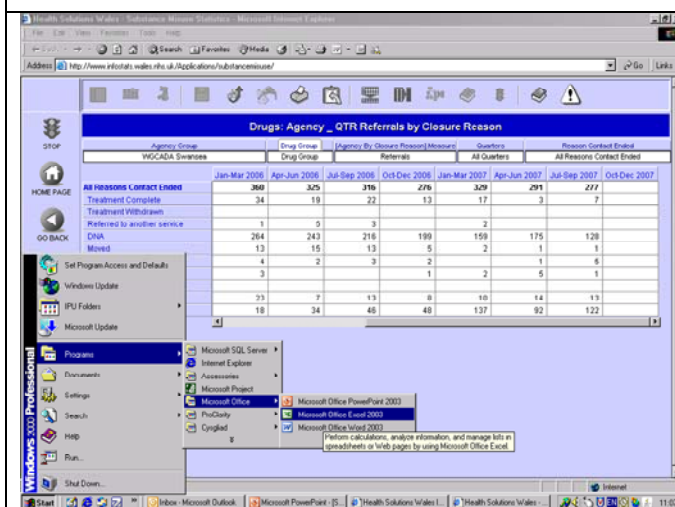 Health Solutions Wales - Substance Misuse Statistics - Microsoft Internet Explorer
File Edit View Favorites Tools Help
Search Favorites Media
Address http://www.infostats.wales.nhs.uk/Applications/substancemisuse/ Go Links
STOP
HOME PAGE
GO BACK
Drugs: Agency _ QTR Referrals by Closure Reason
Agency Group Drug Group [Agency By Closure Reason] Measure Quarters Reason Contact Ended
WGCADA Swansea Drug Group Referrals All Quarters All Reasons Contact Ended
Jan-Mar 2006 Apr-Jun 2006 Jul-Sep 2006 Oct-Dec 2006 Jan-Mar 2007 Apr-Jun 2007 Jul-Sep 2007 Oct-Dec 2007
All Reasons Contact Ended 360 325 316 276 329 291 277
Treatment Complete 34 19 22 13 17 3 7
Treatment Withdrawn
Referred to another service 1 5 3 2
DNA 264 243 216 199 159 175 128
Moved 13 15 13 5 2 1 1
4 2 3 2 1 6
3 1 2 5 1
23 7 13 8 10 14 13
18 34 46 48 137 92 122
Windows 2000 Professional
Set Program Access and Defaults
Windows Update
IPU Folders
Microsoft Update
Programs
Documents
Settings
Search
Help
Run...
Shut Down...
Microsoft SQL Server
Internet Explorer
Accessories
Microsoft Project
Microsoft Office
ProClarity
Cysglad
Microsoft Office PowerPoint 2003
Microsoft Office Excel 2003
Microsoft Office Word 2003
Perform calculations, analyze information, and manage lists in
spreadsheets or Web pages by using Microsoft Office Excel.
Internet
Start Inbox - Microsoft Outlook Microsoft PowerPoint - [S... Health Solutions Wales I... Health Solutions Wales - ... 11:02